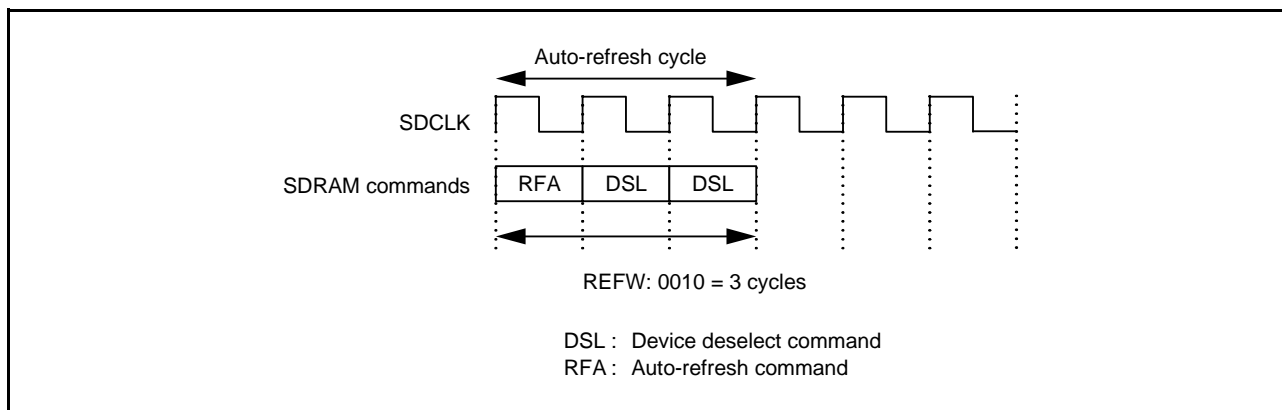 Auto-refresh cycle
SDCLK
SDRAM commands RFA DSL DSL
REFW: 0010 = 3 cycles
DSL : Device deselect command
RFA : Auto-refresh command